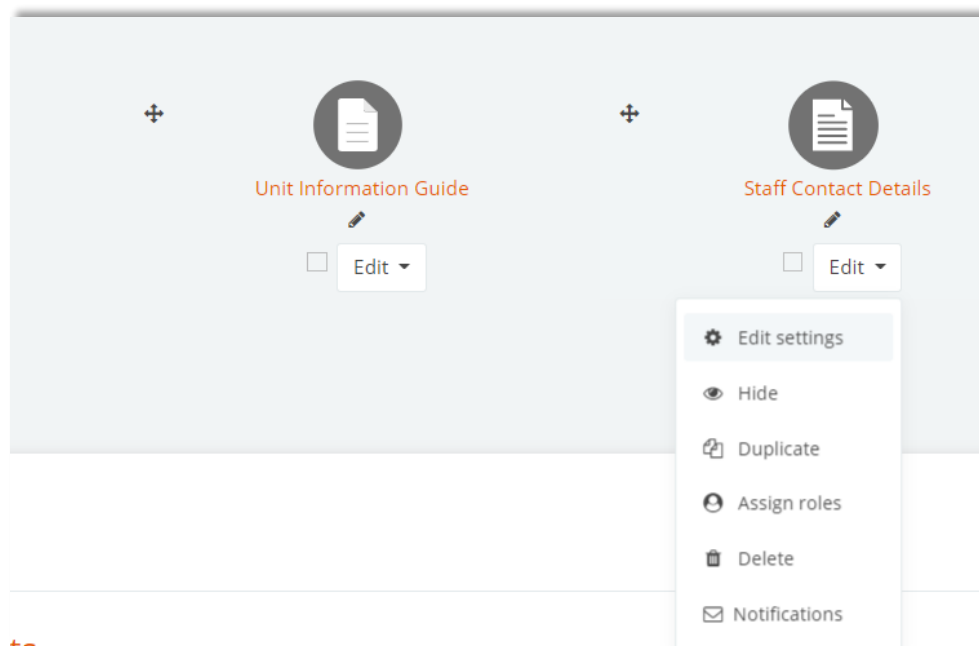 Unit Information Guide
Staff Contact Details
Edit
Edit
Edit settings
Hide
Duplicate
Assign roles
Delete
Notifications